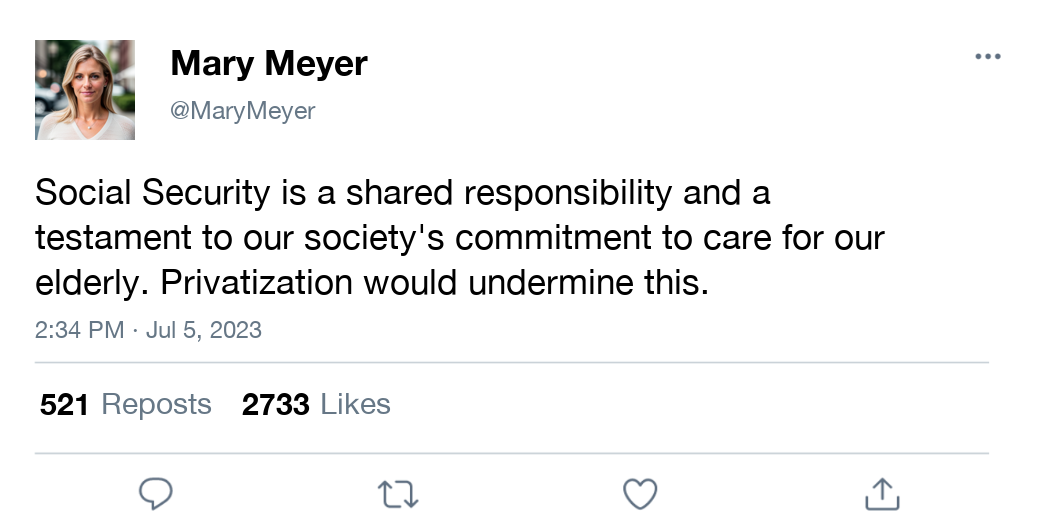 Mary Meyer
@MaryMeyer
Social Security is a shared responsibility and a
testament to our society's commitment to care for our
elderly. Privatization would undermine this.
2:34 PM · Jul 5, 2023
521 Reposts 2733 Likes